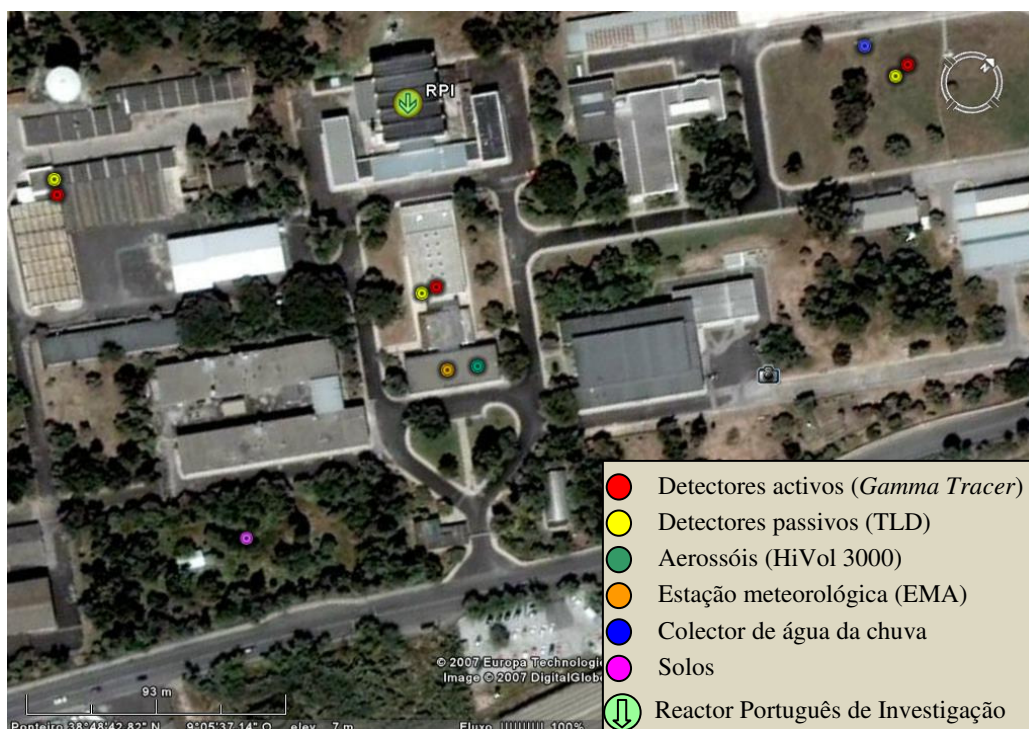 RPI
N
Detectores activos (Gamma Tracer)
Detectores passivos (TLD)
Aerossóis (HiVol 3000)
Estação meteorológica (EMA)
Colector de água da chuva
Solos
Reactor Português de Investigação
© 2007 Europa Technologie
Image © 2007 DigitalGlobe
93 m
Ponteiro 38°48'42.82" N 9°05'37.14" O elev 7 m Fluxo ||||||||| 100%